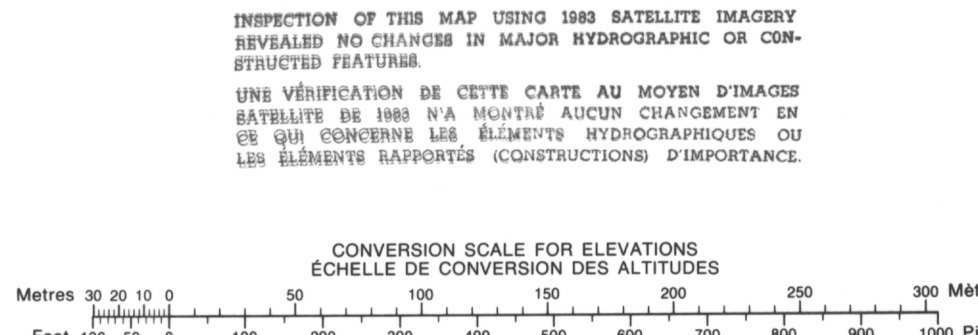 INSPECTION OF THIS MAP USING 1983 SATELLITE IMAGERY
REVEALED NO CHANGES IN MAJOR HYDROGRAPHIC OR CON-
STRUCTED FEATURES.
UNE VÉRIFICATION DE CETTE CARTE AU MOYEN D'IMAGES
SATELLITE DE 1983 N'A MONTRÉ AUCUN CHANGEMENT EN
CE QUI CONCERNE LES ÉLÉMENTS HYDROGRAPHIQUES OU
LES ÉLÉMENTS RAPPORTÉS (CONSTRUCTIONS) D'IMPORTANCE.
CONVERSION SCALE FOR ELEVATIONS
ÉCHELLE DE CONVERSION DES ALTITUDES
Metres 30 20 10 0 50 100 150 200 250 300 Mèt
Feet 100 50 0 100 200 300 400 500 600 700 800 900 1000